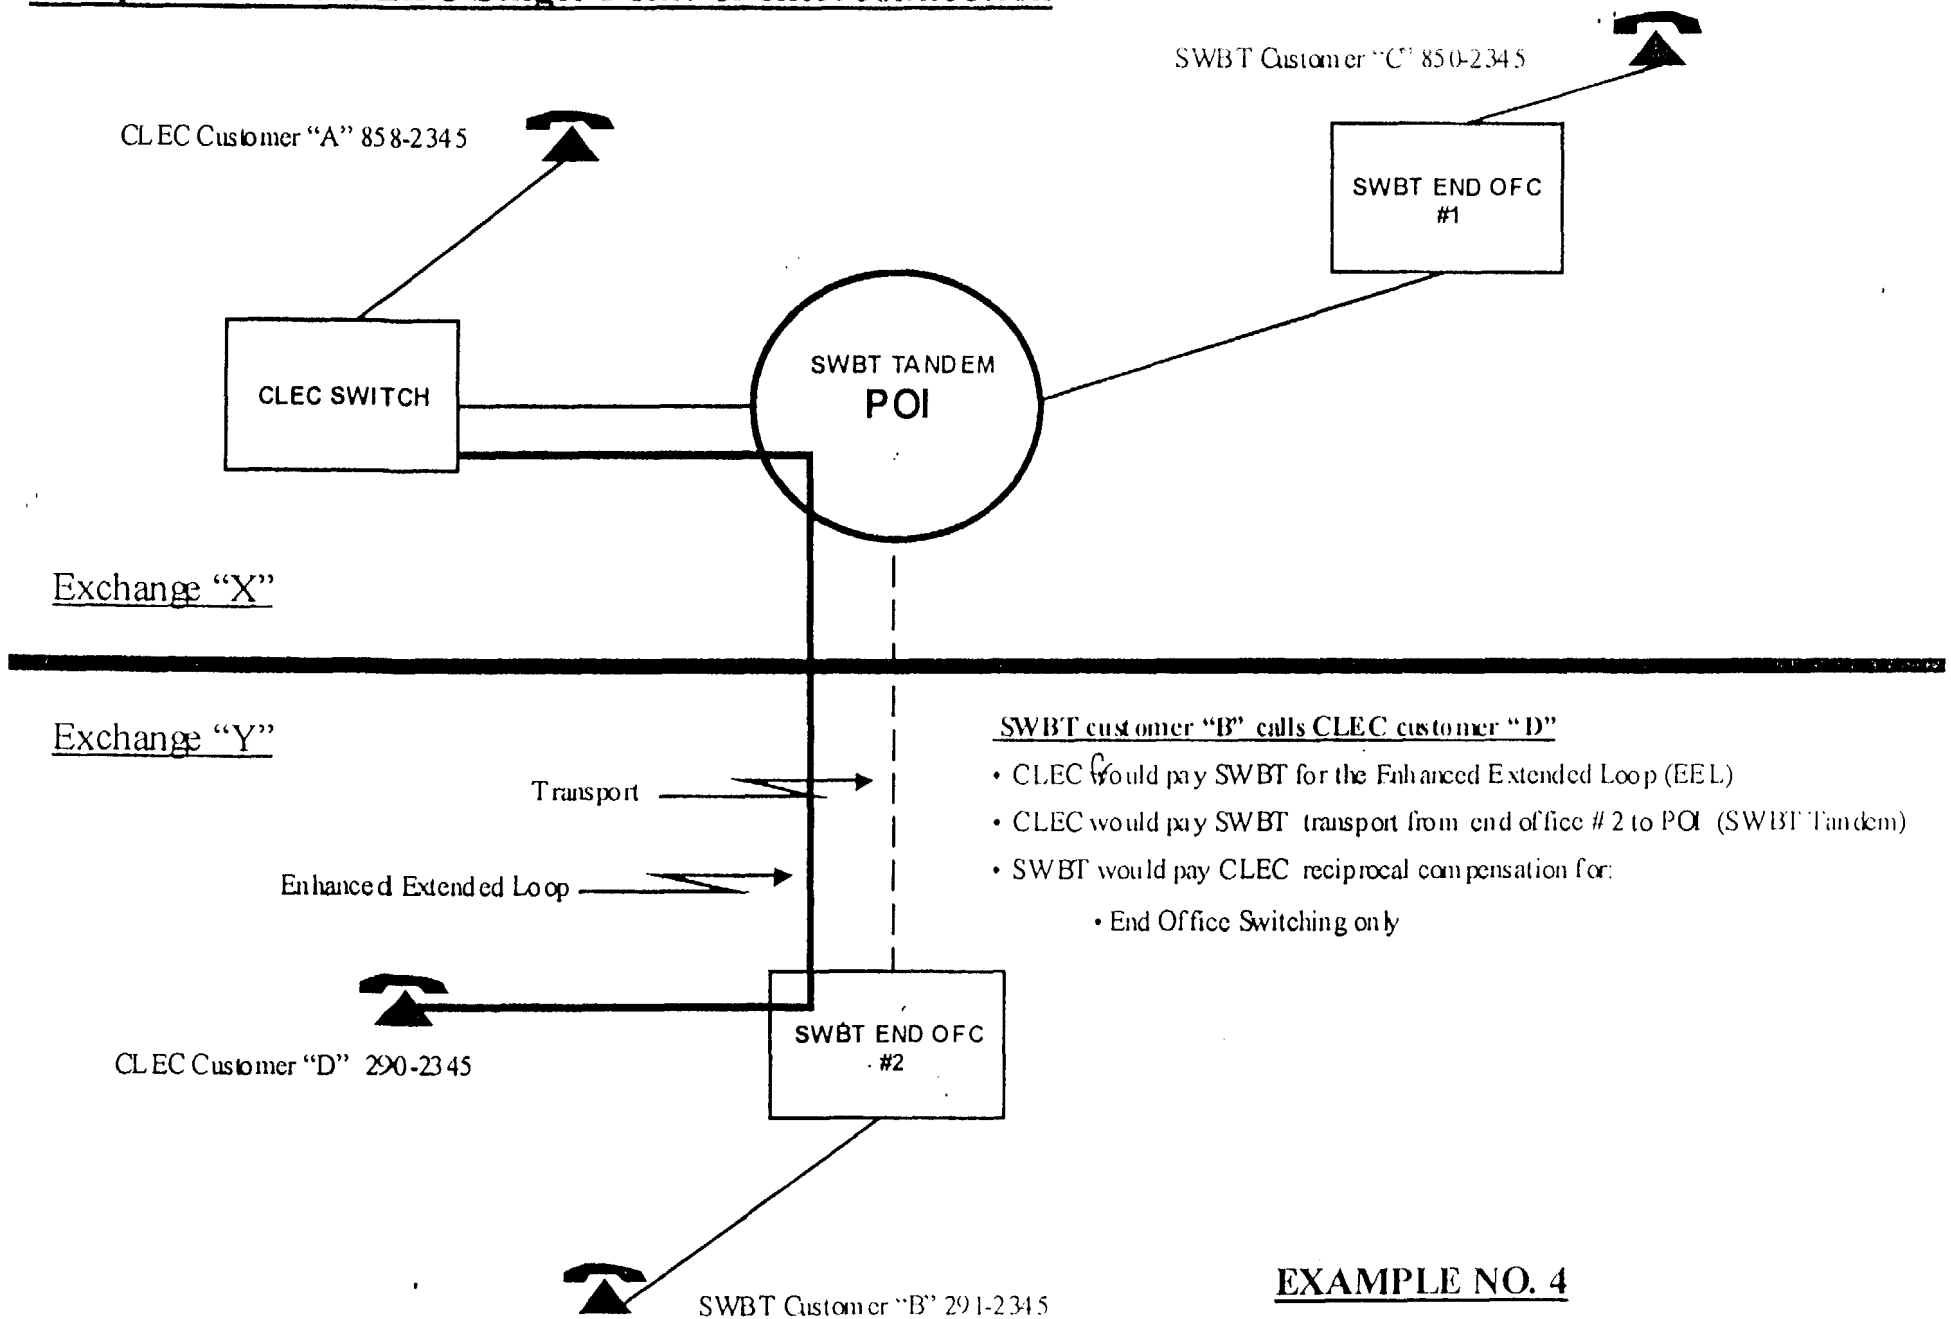 SWBT Customer "C" 850-2345
CLEC Customer "A" 858-2345
SWBT END OFC
#1
SWBT TANDEM
POI
CLEC SWITCH
Exchange "X"
Exchange "Y"
SWBT customer "B" calls CLEC customer "D"
• CLEC would pay SWBT for the Enhanced Extended Loop (EEL)
Transport
• CLEC would pay SWBT transport from end office # 2 to POI (SWBT Tandem)
• SWBT would pay CLEC reciprocal compensation for:
Enhanced Extended Loop
• End Office Switching only
SWBT END OFC
#2
CLEC Customer "D" 290-2345
SWBT Customer "B" 291-2345
EXAMPLE NO. 4